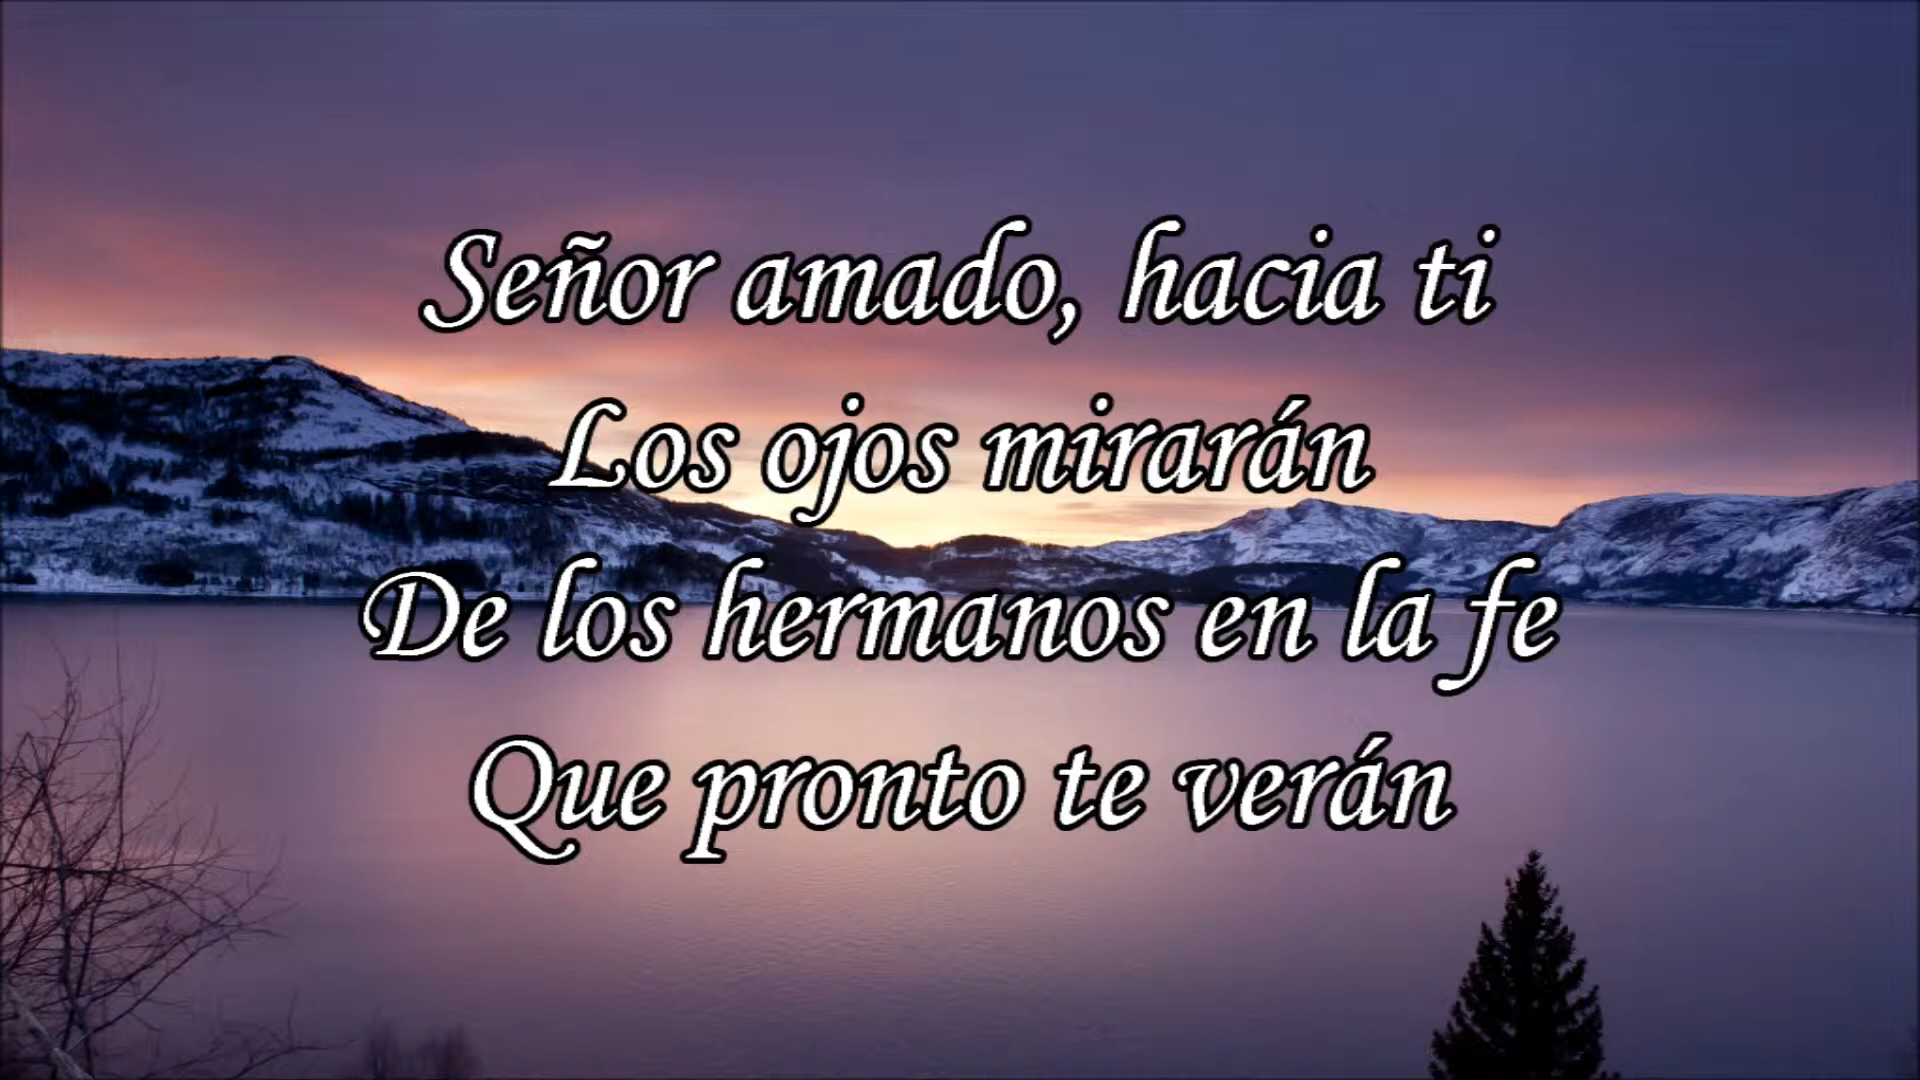 Señor amado, hacia ti
Los ojos mirarán
De los hermanos en la fe
Que pronto te verán